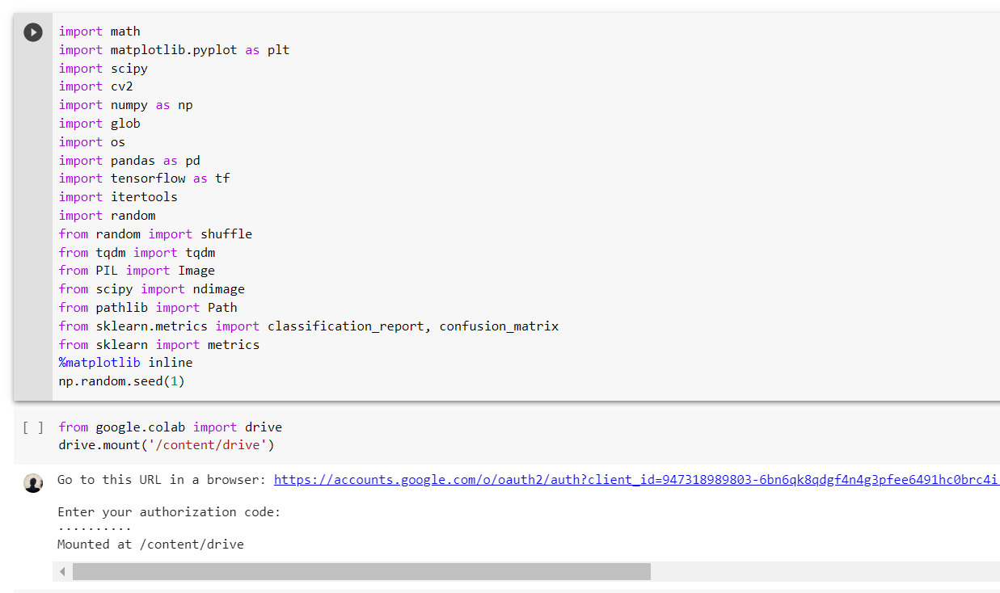 import math
import matplotlib.pyplot as plt
import scipy
import cv2
import numpy as np
import glob
import os
import pandas as pd
import tensorflow as tf
import itertools
import random
from random import shuffle
from tqdm import tqdm
from PIL import Image
from scipy import ndimage
from pathlib import Path
from sklearn.metrics import classification_report, confusion_matrix
from sklearn import metrics
%matplotlib inline
np.random.seed(1)
[ ] from google.colab import drive
drive.mount('/content/drive')
Go to this URL in a browser: https://accounts.google.com/o/oauth2/auth?client_id=947318989803-6bn6qk8qdgf4n4g3pfee6491hc0brc4i
Enter your authorization code:
··········
Mounted at /content/drive